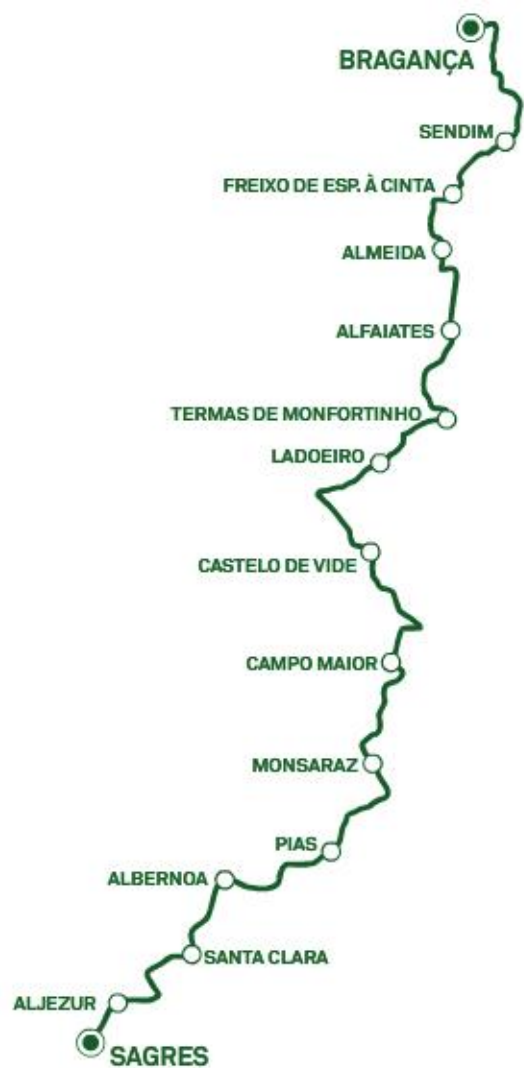 BRAGANÇA
SENDIM
FREIXO DE ESP. À CINTA
ALMEIDA
ALFAIATES
TERMAS DE MONFORTINHO
LADOEIRO
CASTELO DE VIDE
CAMPO MAIOR
MONSARAZ
PIAS
ALBERNOA
SANTA CLARA
ALJEZUR
SAGRES